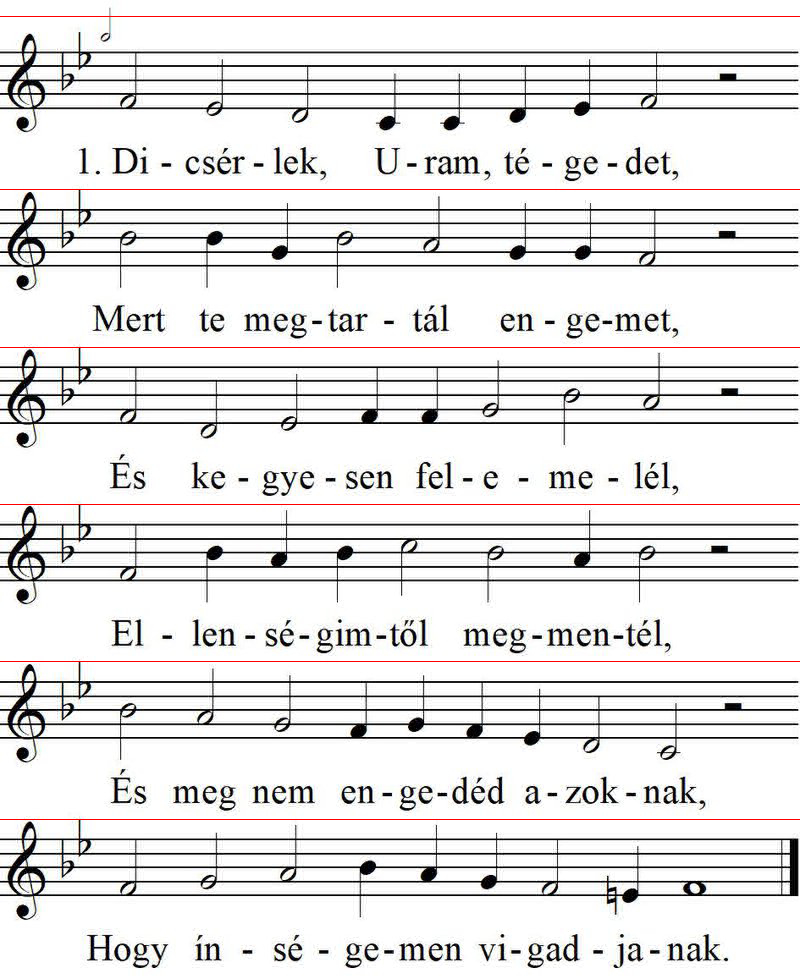 1. Di - csér - lek, U - ram, té - ge - det,
Mert te meg - tar - tál en - ge - met,
És ke - gye - sen fel - e - me - lél,
El - len - sé - gim - től meg - men - tél,
És meg nem en - ge - déd a - zok - nak,
Hogy ín - sé - ge - men vi - gad - ja - nak.